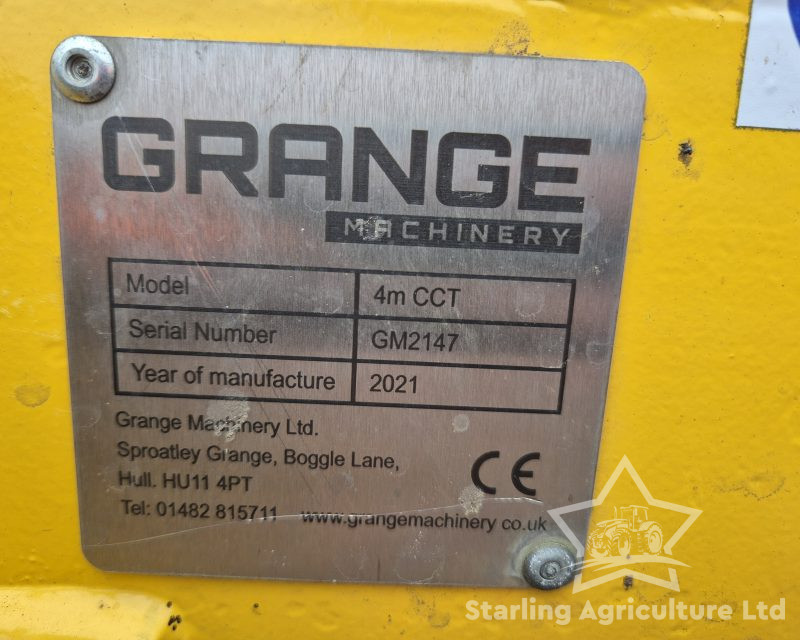 GRANGE
MACHINERY
Model 4m CCT
Serial Number GM2147
Year of manufacture 2021
Grange Machinery Ltd.
Sproatley Grange, Boggle Lane,
Hull. HU11 4PT
Tel: 01482 815711 www.grangemachinery.co.uk
CE
Starling Agriculture Ltd